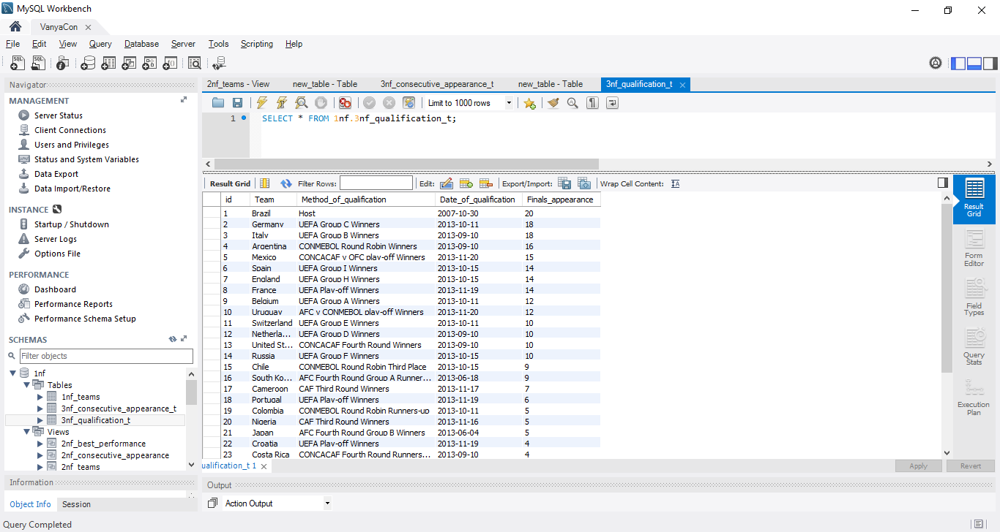 MySQL Workbench
VanyaCon
File Edit View Query Database Server Tools Scripting Help
Navigator
MANAGEMENT
Server Status
Client Connections
Users and Privileges
Status and System Variables
Data Export
Data Import/Restore
INSTANCE
Startup / Shutdown
Server Logs
Options File
PERFORMANCE
Dashboard
Performance Reports
Performance Schema Setup
SCHEMAS
Filter objects
1nf
Tables
1nf_teams
3nf_consecutive_appearance_t
3nf_qualification_t
Views
2nf_best_performance
2nf_consecutive_appearance
2nf_teams
Information
Object Info Session
Query Completed
2nf_teams - View new_table - Table 3nf_consecutive_appearance_t new_table - Table 3nf_qualification_t
Limit to 1000 rows
1 SELECT * FROM 1nf.3nf_qualification_t;
Result Grid Filter Rows: Edit: Export/Import: Wrap Cell Content:
id Team Method_of_qualification Date_of_qualification Finals_appearance
1 Brazil Host 2007-10-30 20
2 Germany UEFA Group C Winners 2013-10-11 18
3 Italy UEFA Group B Winners 2013-09-10 18
4 Argentina CONMEBOL Round Robin Winners 2013-09-10 16
5 Mexico CONCACAF v OFC play-off Winners 2013-11-20 15
6 Spain UEFA Group I Winners 2013-10-15 14
7 England UEFA Group H Winners 2013-10-15 14
8 France UEFA Play-off Winners 2013-11-19 14
9 Belgium UEFA Group A Winners 2013-10-11 12
10 Uruguay AFC v CONMEBOL play-off Winners 2013-11-20 12
11 Switzerland UEFA Group E Winners 2013-10-11 10
12 Netherla... UEFA Group D Winners 2013-09-10 10
13 United St... CONCACAF Fourth Round Winners 2013-09-10 10
14 Russia UEFA Group F Winners 2013-10-15 10
15 Chile CONMEBOL Round Robin Third Place 2013-10-15 9
16 South Ko... AFC Fourth Round Group A Runner... 2013-06-18 9
17 Cameroon CAF Third Round Winners 2013-11-17 7
18 Portugal UEFA Play-off Winners 2013-11-19 6
19 Colombia CONMEBOL Round Robin Runners-up 2013-10-11 5
20 Nigeria CAF Third Round Winners 2013-11-16 5
21 Japan AFC Fourth Round Group B Winners 2013-06-04 5
22 Croatia UEFA Play-off Winners 2013-11-19 4
23 Costa Rica CONCACAF Fourth Round Runners... 2013-09-10 4
ualification_t 1
Apply Revert
Output
Action Output
Result
Grid
Form
Editor
Field
Types
Query
Stats
Execution
Plan